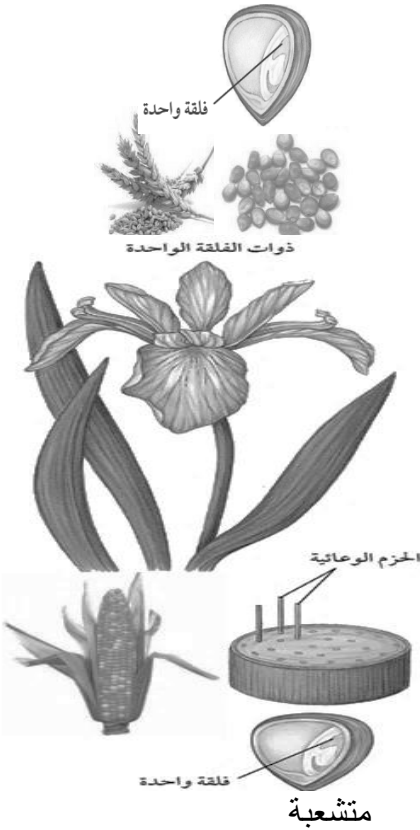 فلقة واحدة
ذوات الفلقة الواحدة
الحزم الوعائية
فلقة واحدة
متشعبة